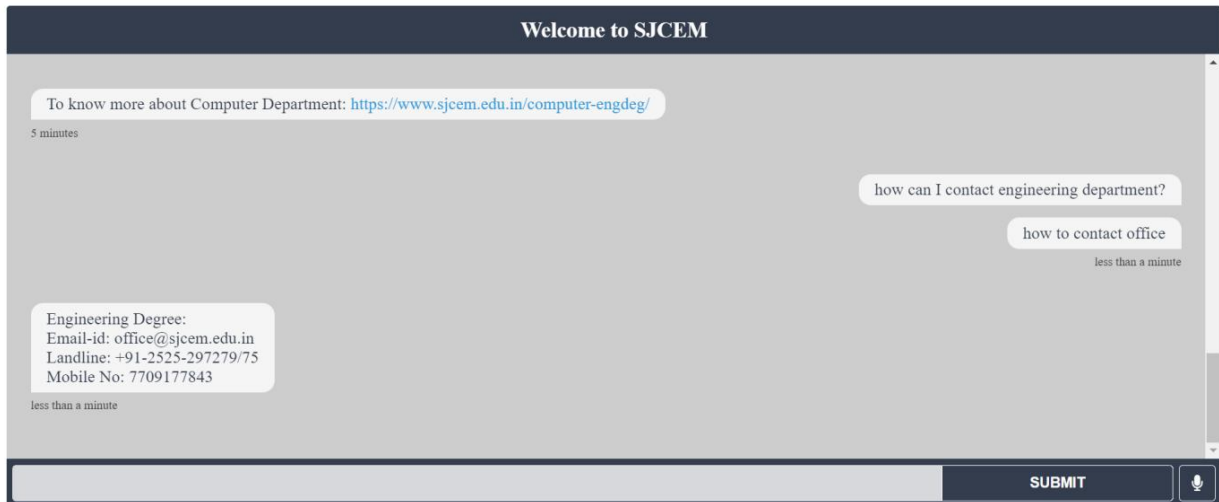 Welcome to SJCEM
To know more about Computer Department: https://www.sjcem.edu.in/computer-engdeg/
5 minutes
how can I contact engineering department?
how to contact office
less than a minute
Engineering Degree:
Email-id: office@sjcem.edu.in
Landline: +91-2525-297279/75
Mobile No: 7709177843
less than a minute
SUBMIT